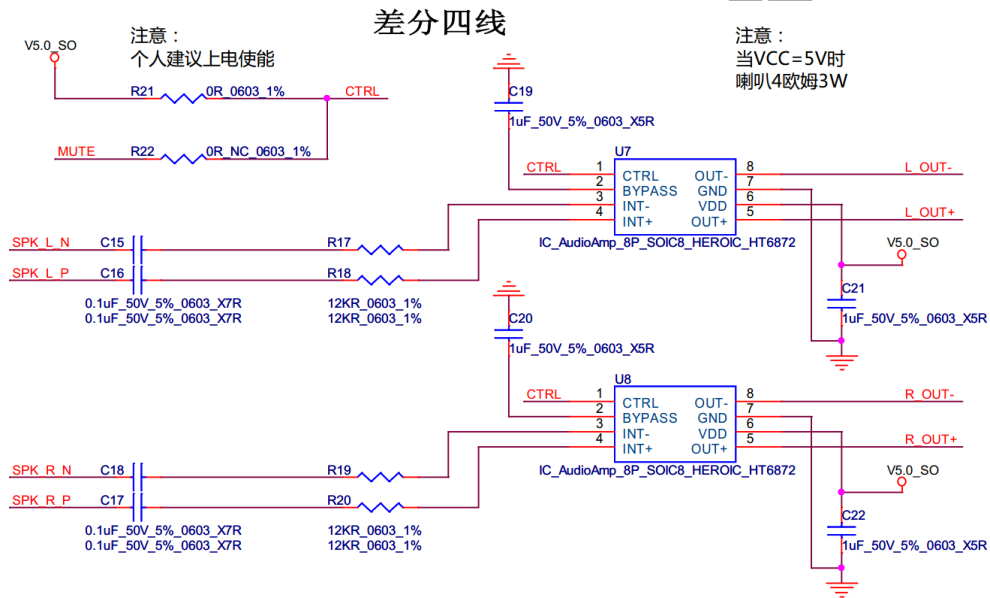 差分四线
V5.0_SO
注意：
个人建议上电使能
注意：
当VCC=5V时
喇叭4欧姆3W
R21
0R_0603_1%
CTRL
MUTE
R22
0R_NC_0603_1%
C19
1uF_50V_5%_0603_X5R
U7
CTRL
1
CTRL
OUT-
8
L_OUT-
2
BYPASS
GND
7
3
INT-
VDD
6
4
INT+
OUT+
5
L_OUT+
IC_AudioAmp_8P_SOIC8_HEROIC_HT6872
SPK_L_N
C15
R17
SPK_L_P
C16
R18
0.1uF_50V_5%_0603_X7R
0.1uF_50V_5%_0603_X7R
12KR_0603_1%
12KR_0603_1%
V5.0_SO
C21
1uF_50V_5%_0603_X5R
C20
1uF_50V_5%_0603_X5R
U8
CTRL
1
CTRL
OUT-
8
R_OUT-
2
BYPASS
GND
7
3
INT-
VDD
6
4
INT+
OUT+
5
R_OUT+
IC_AudioAmp_8P_SOIC8_HEROIC_HT6872
SPK_R_N
C18
R19
SPK_R_P
C17
R20
0.1uF_50V_5%_0603_X7R
0.1uF_50V_5%_0603_X7R
12KR_0603_1%
12KR_0603_1%
V5.0_SO
C22
1uF_50V_5%_0603_X5R